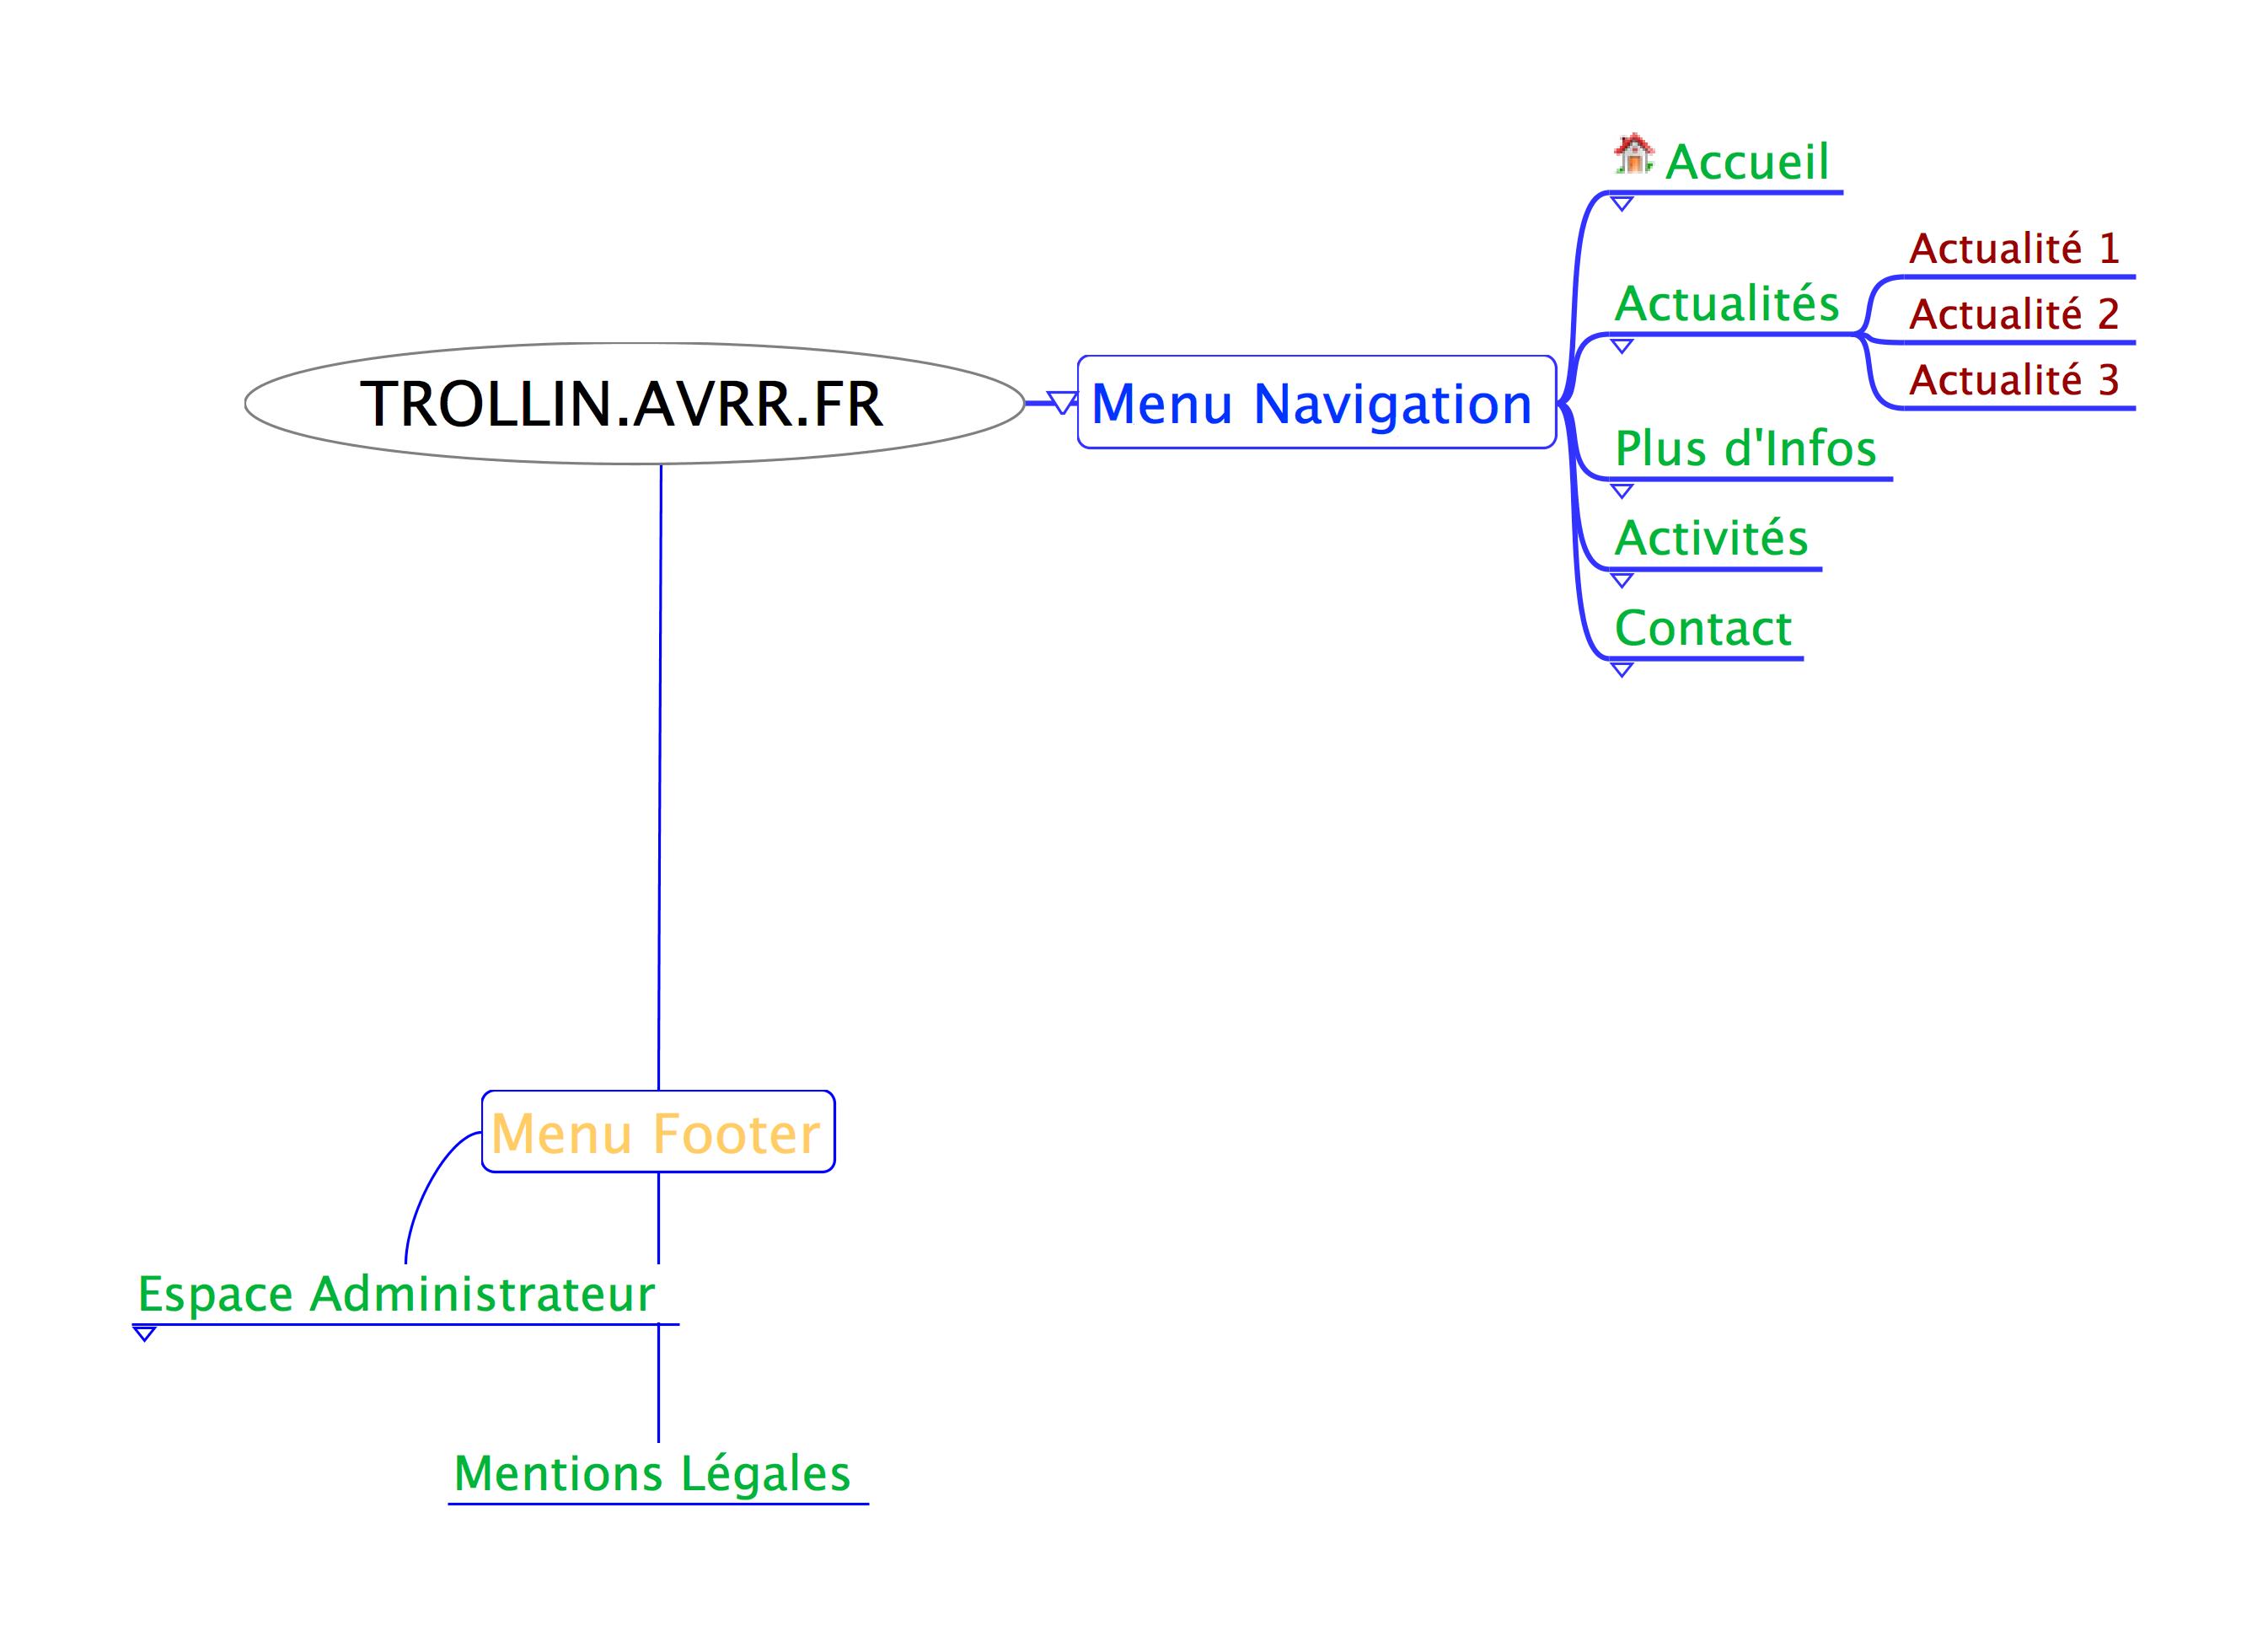 Accueil
Actualité 1
Actualités
Actualité 2
Actualité 3
TROLLIN.AVRR.FR
Menu Navigation
Plus d'Infos
Activités
Contact
Menu Footer
Espace Administrateur
Mentions Légales